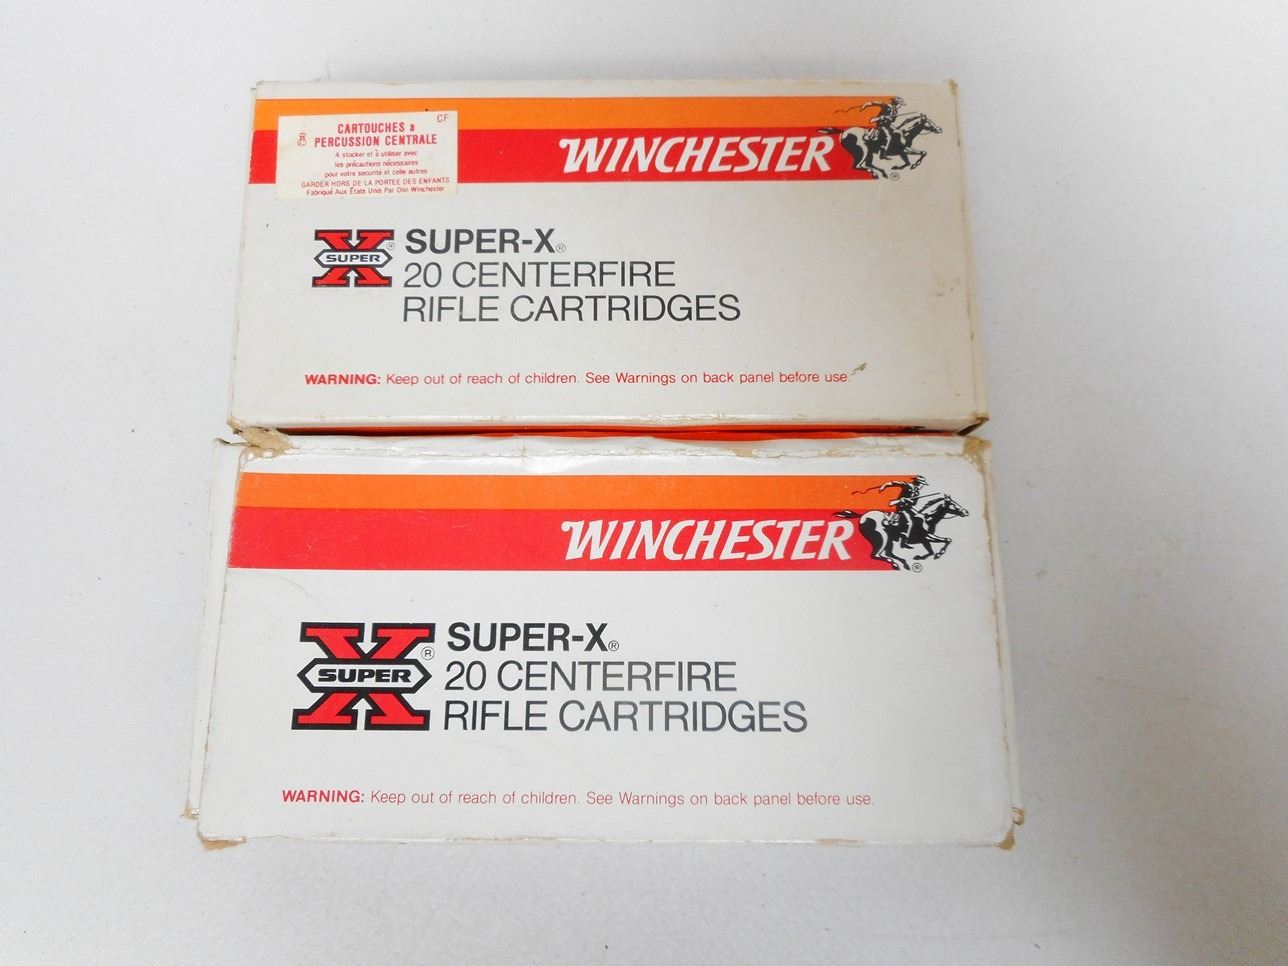 CF
CARTOUCHES à
PERCUSSION CENTRALE
A stocker et à utiliser avec
les précautions nécessaires
pour votre securité et celle autres
GARDER HORS DE LA PORTEE DES ENFANTS
Fabriqué Aux États Unis Par Olin Winchester
WINCHESTER
®
X SUPER ®
SUPER-X®
20 CENTERFIRE
RIFLE CARTRIDGES
WARNING: Keep out of reach of children. See Warnings on back panel before use.
WINCHESTER
®
X SUPER ®
SUPER-X®
20 CENTERFIRE
RIFLE CARTRIDGES
WARNING: Keep out of reach of children. See Warnings on back panel before use.